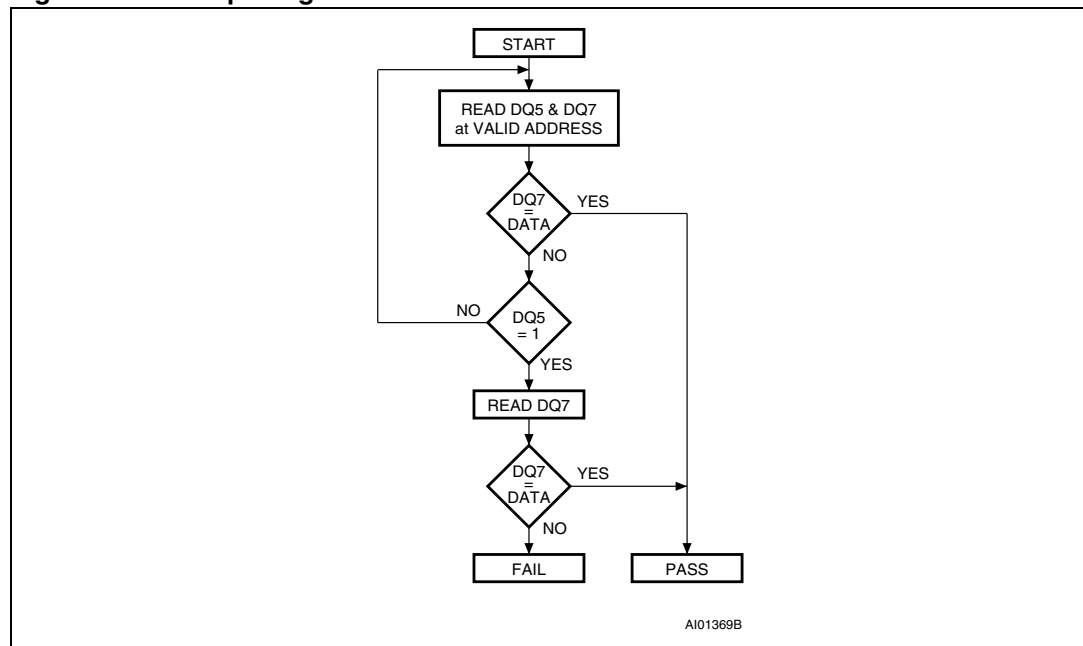 START
READ DQ5 & DQ7
at VALID ADDRESS
DQ7
=
DATA
YES
NO
NO
DQ5
= 1
YES
READ DQ7
DQ7
=
DATA
YES
NO
FAIL
PASS
AI01369B